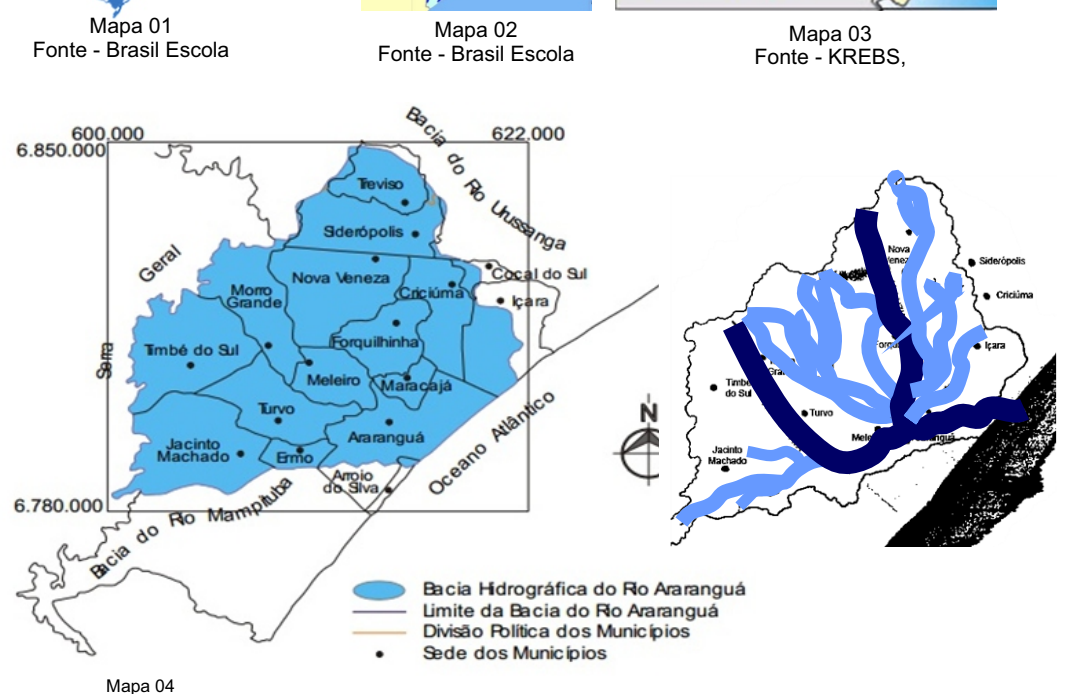 Mapa 01
Fonte - Brasil Escola
Mapa 02
Fonte - Brasil Escola
Mapa 03
Fonte - KREBS,
600.000
622.000
6.850.000
Bacia do Rio Urussanga
Treviso
Siderópolis
Geral
Nova Veneza
Cocal do Sul
Morro
Grande
Criciúma
Içara
Forquilhinha
Serra
Timbé do Sul
Meleiro
Maracajá
Turvo
Araranguá
Jacinto
Machado
Ermo
Arroio
do Silva
Oceano Atlântico
6.780.000
Bacia do Rio Mampituba
Bacia Hidrográfica do Rio Araranguá
Limite da Bacia do Rio Araranguá
Divisão Política dos Municípios
Sede dos Municípios
Mapa 04
N
Nova
Siderópolis
Criciúma
Içara
do Sul
Turvo
Jacinto
Machado